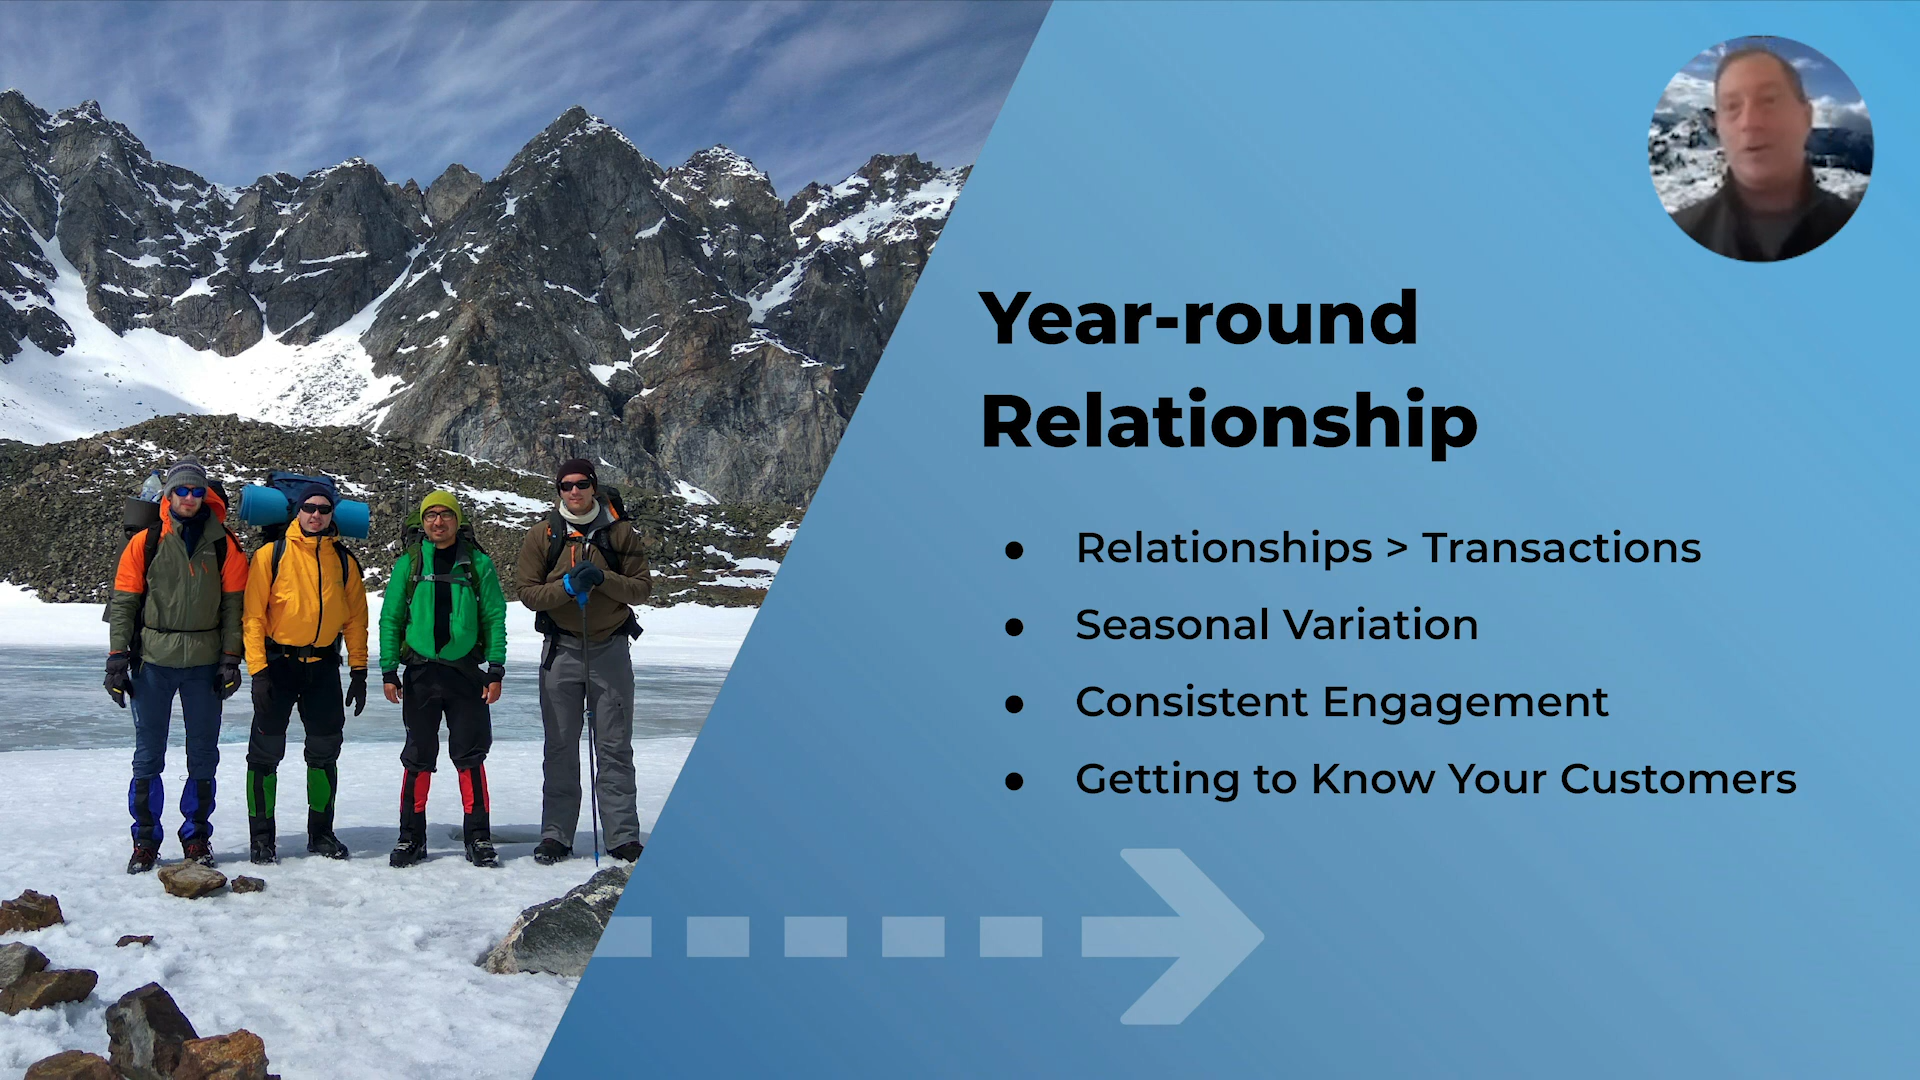 Year-round
Relationship
● Relationships > Transactions
● Seasonal Variation
● Consistent Engagement
● Getting to Know Your Customers